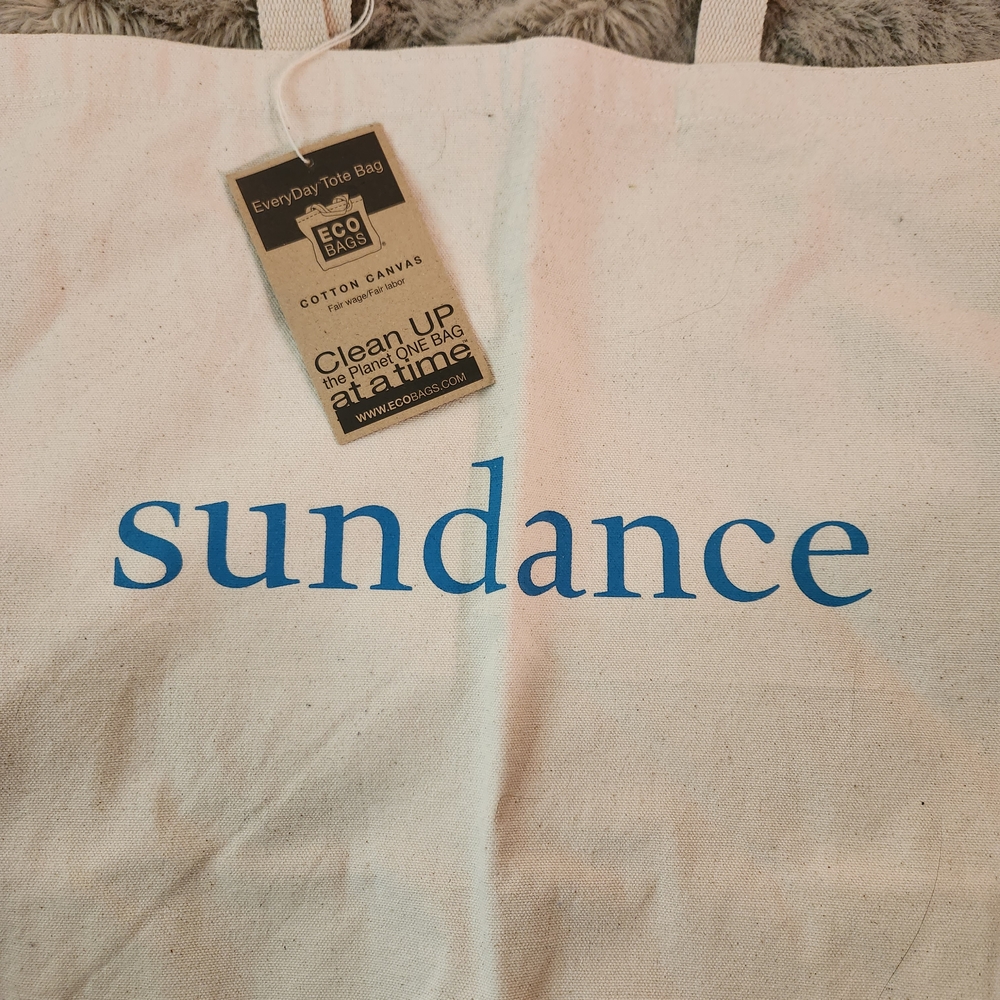 EveryDay Tote Bag
ECO
BAGS
COTTON CANVAS
Fair wage/Fair labor
Clean UP
the Planet ONE BAG
at a time™
WWW.ECOBAGS.COM
sundance